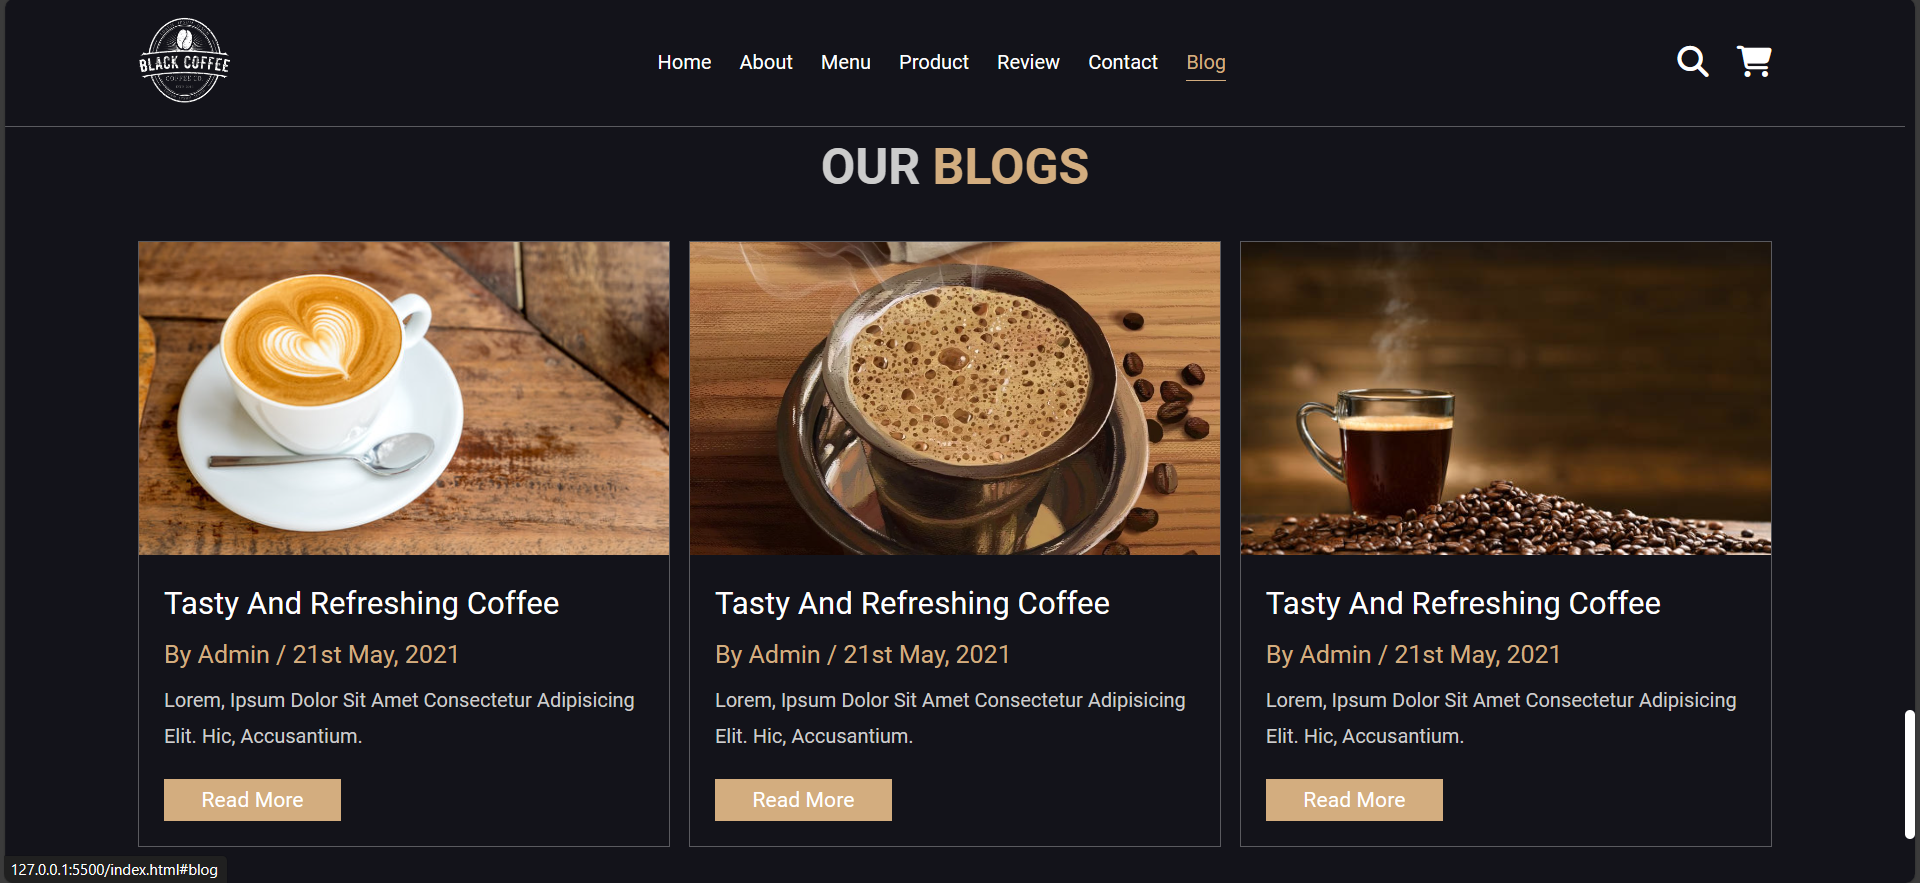 BLACK COFFEE
COFFEE CO.
Home About Menu Product Review Contact Blog
OUR BLOGS
Tasty And Refreshing Coffee
By Admin / 21st May, 2021
Lorem, Ipsum Dolor Sit Amet Consectetur Adipisicing
Elit. Hic, Accusantium.
Read More
Tasty And Refreshing Coffee
By Admin / 21st May, 2021
Lorem, Ipsum Dolor Sit Amet Consectetur Adipisicing
Elit. Hic, Accusantium.
Read More
Tasty And Refreshing Coffee
By Admin / 21st May, 2021
Lorem, Ipsum Dolor Sit Amet Consectetur Adipisicing
Elit. Hic, Accusantium.
Read More
127.0.0.1:5500/index.html#blog